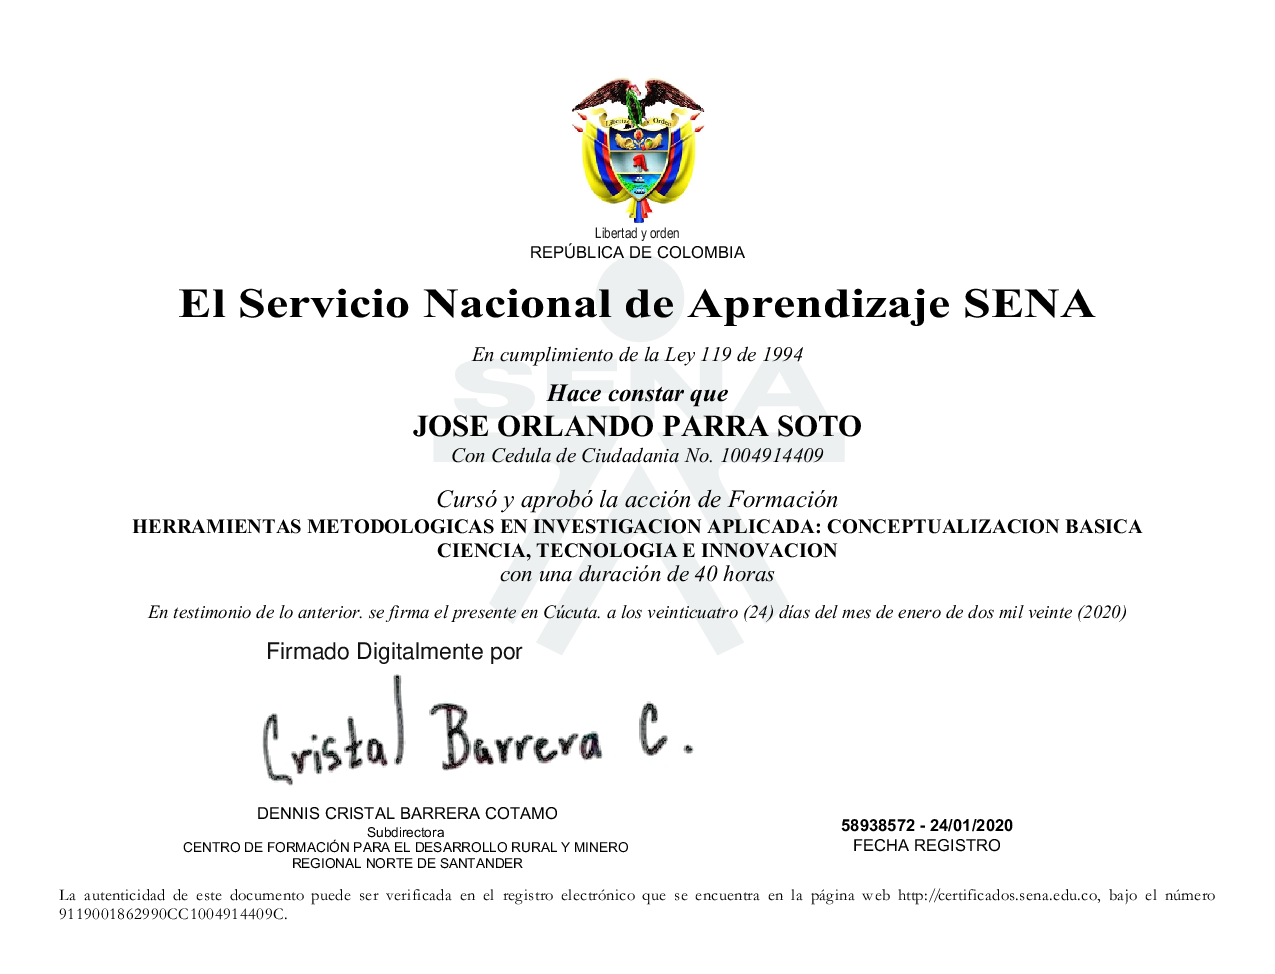 Libertad y Orden
Libertad y orden
REPÚBLICA DE COLOMBIA
El Servicio Nacional de Aprendizaje SENA
En cumplimiento de la Ley 119 de 1994
SENA
Hace constar que
JOSE ORLANDO PARRA SOTO
Con Cedula de Ciudadania No. 1004914409
Cursó y aprobó la acción de Formación
HERRAMIENTAS METODOLOGICAS EN INVESTIGACION APLICADA: CONCEPTUALIZACION BASICA
CIENCIA, TECNOLOGIA E INNOVACION
con una duración de 40 horas
En testimonio de lo anterior. se firma el presente en Cúcuta. a los veinticuatro (24) días del mes de enero de dos mil veinte (2020)
Firmado Digitalmente por
Cristal Barrera C.
DENNIS CRISTAL BARRERA COTAMO
Subdirectora
CENTRO DE FORMACIÓN PARA EL DESARROLLO RURAL Y MINERO
REGIONAL NORTE DE SANTANDER
58938572 - 24/01/2020
FECHA REGISTRO
La autenticidad de este documento puede ser verificada en el registro electrónico que se encuentra en la página web http://certificados.sena.edu.co, bajo el número
9119001862990CC1004914409C.